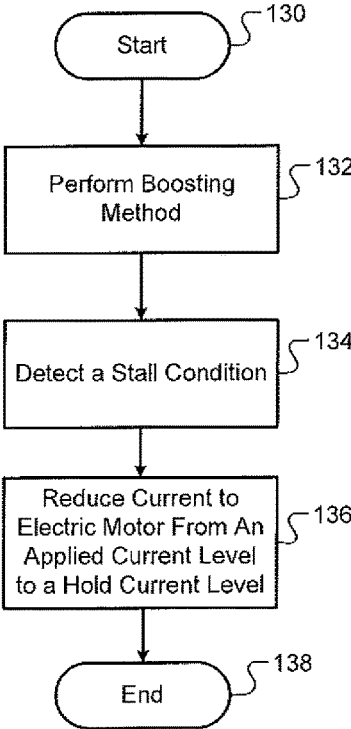 Start
130
Perform Boosting
Method
132
Detect a Stall Condition
134
Reduce Current to
Electric Motor From An
Applied Current Level
to a Hold Current Level
136
End
138